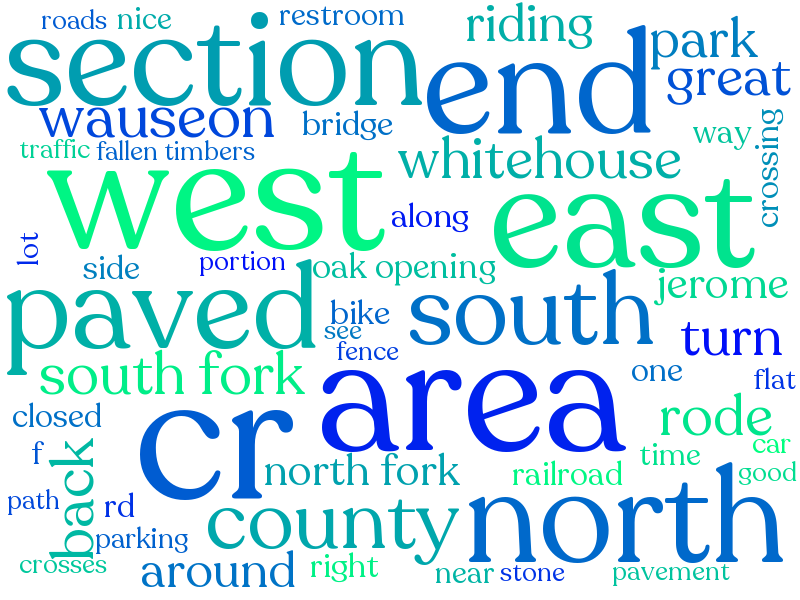 roads nice restroom riding
section end park
great
wauseon bridge
way crossing
traffic fallen timbers whitehouse
west east
along
lot side portion oak opening
jerome
paved bike south
see turn
fence
south fork area one flat
closed cr rode
f back north fork railroad time car
good
path rd county north
parking
crosses around right near stone pavement